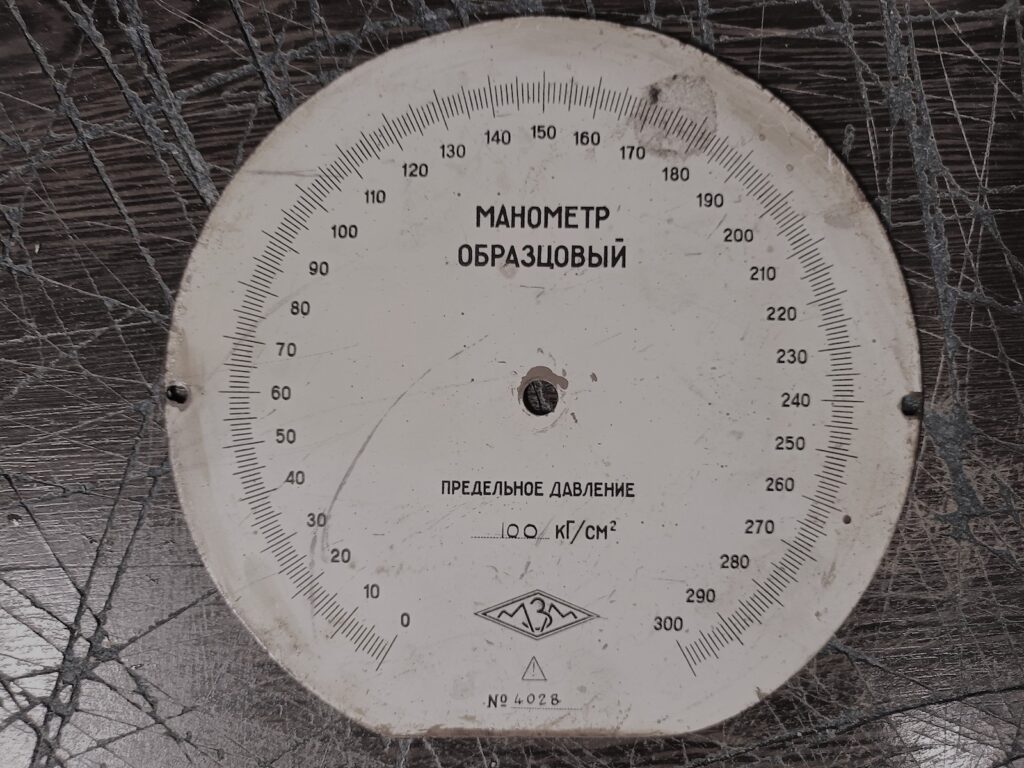 0 10 20 30 40 50 60 70 80 90 100 110 120 130 140 150 160 170 180 190 200 210 220 230 240 250 260 270 280 290 300
МАНОМЕТР
ОБРАЗЦОВЫЙ
ПРЕДЕЛЬНОЕ ДАВЛЕНИЕ
100 кГ/см²
МЗМ
№ 4028